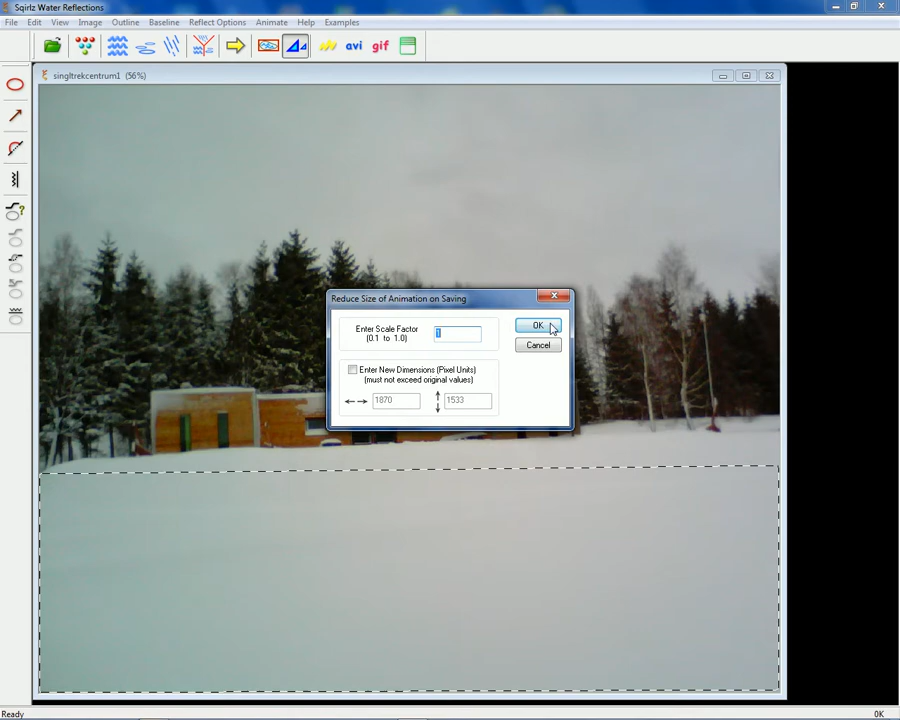 Sqirlz Water Reflections
File Edit View Image Outline Baseline Reflect Options Animate Help Examples
avi gif
singltrekcentrum1 (56%)
Reduce Size of Animation on Saving
Enter Scale Factor
(0.1 to 1.0)
1
OK
Cancel
Enter New Dimensions (Pixel Units)
(must not exceed original values)
1870 1533
Ready
0K